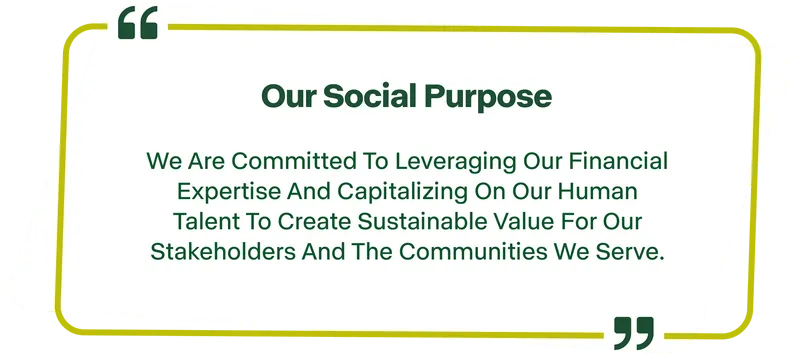 Our Social Purpose
We Are Committed To Leveraging Our Financial
Expertise And Capitalizing On Our Human
Talent To Create Sustainable Value For Our
Stakeholders And The Communities We Serve.